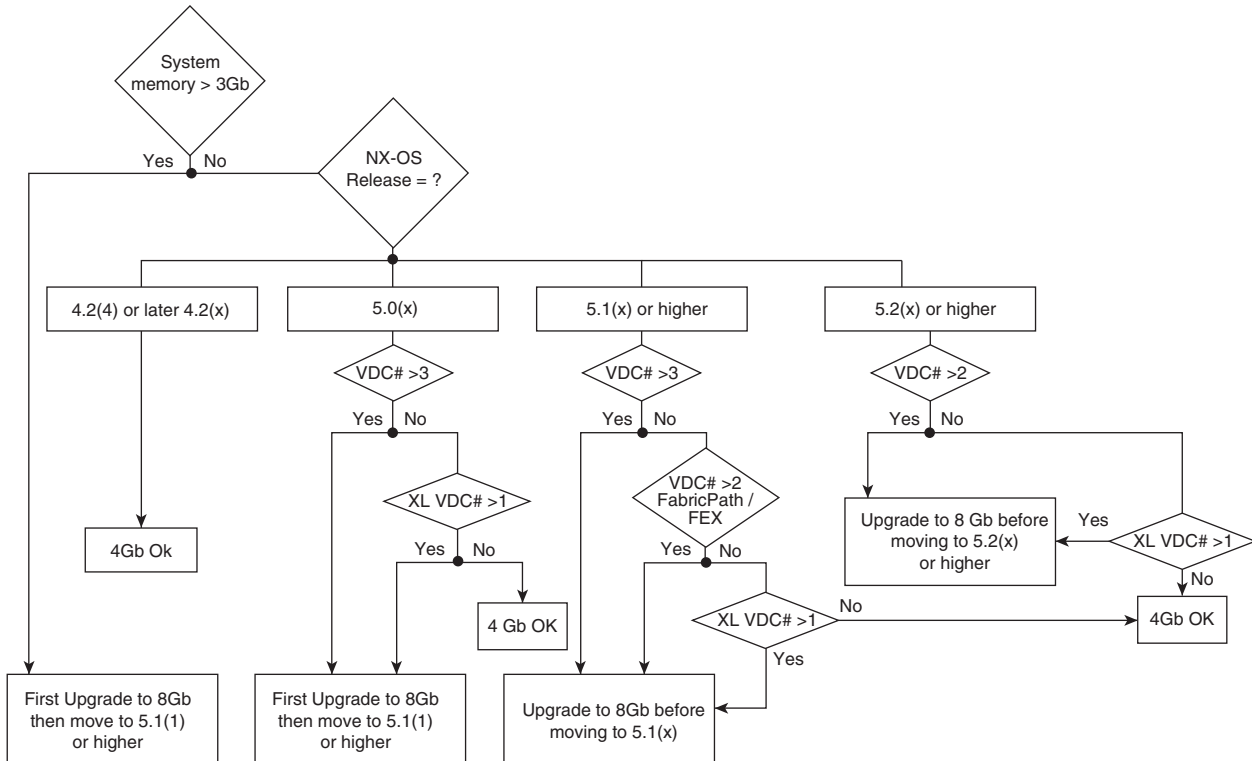 System
memory > 3Gb
Yes
No
NX-OS
Release = ?
4.2(4) or later 4.2(x)
5.0(x)
5.1(x) or higher
5.2(x) or higher
VDC# >3
VDC# >3
VDC# >2
Yes
No
Yes
No
Yes
No
XL VDC# >1
VDC# >2
FabricPath /
FEX
Upgrade to 8 Gb before
moving to 5.2(x)
or higher
Yes
XL VDC# >1
No
4Gb Ok
Yes
No
Yes
No
4 Gb OK
XL VDC# >1
No
4Gb OK
Yes
First Upgrade to 8Gb
then move to 5.1(1)
or higher
First Upgrade to 8Gb
then move to 5.1(1)
or higher
Upgrade to 8Gb before
moving to 5.1(x)